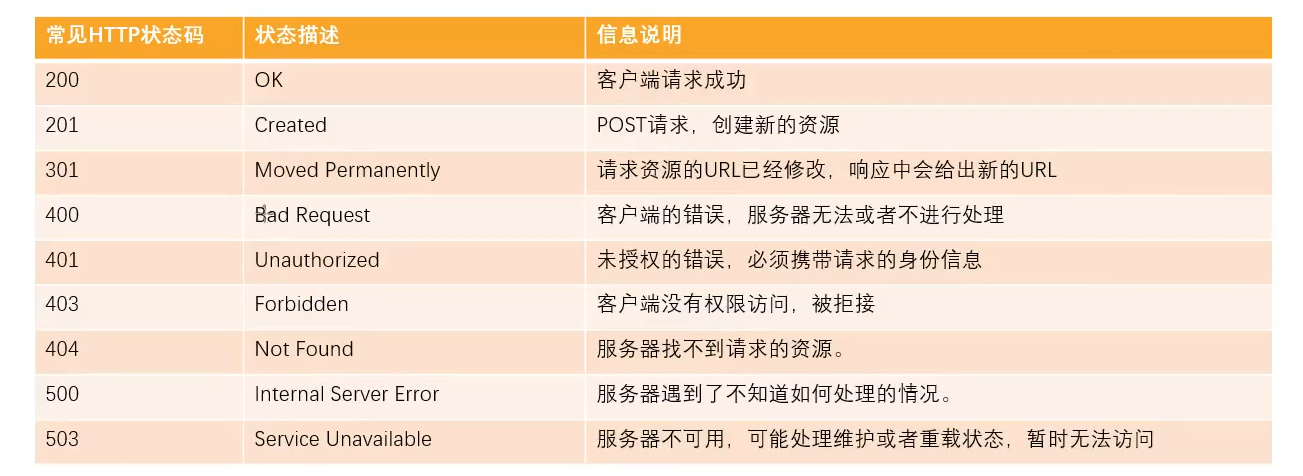 常见HTTP状态码 状态描述 信息说明
200 OK 客户端请求成功
201 Created POST请求，创建新的资源
301 Moved Permanently 请求资源的URL已经修改，响应中会给出新的URL
400 Bad Request 客户端的错误，服务器无法或者不进行处理
401 Unauthorized 未授权的错误，必须携带请求的身份信息
403 Forbidden 客户端没有权限访问，被拒接
404 Not Found 服务器找不到请求的资源。
500 Internal Server Error 服务器遇到了不知道如何处理的情况。
503 Service Unavailable 服务器不可用，可能处理维护或者重载状态，暂时无法访问